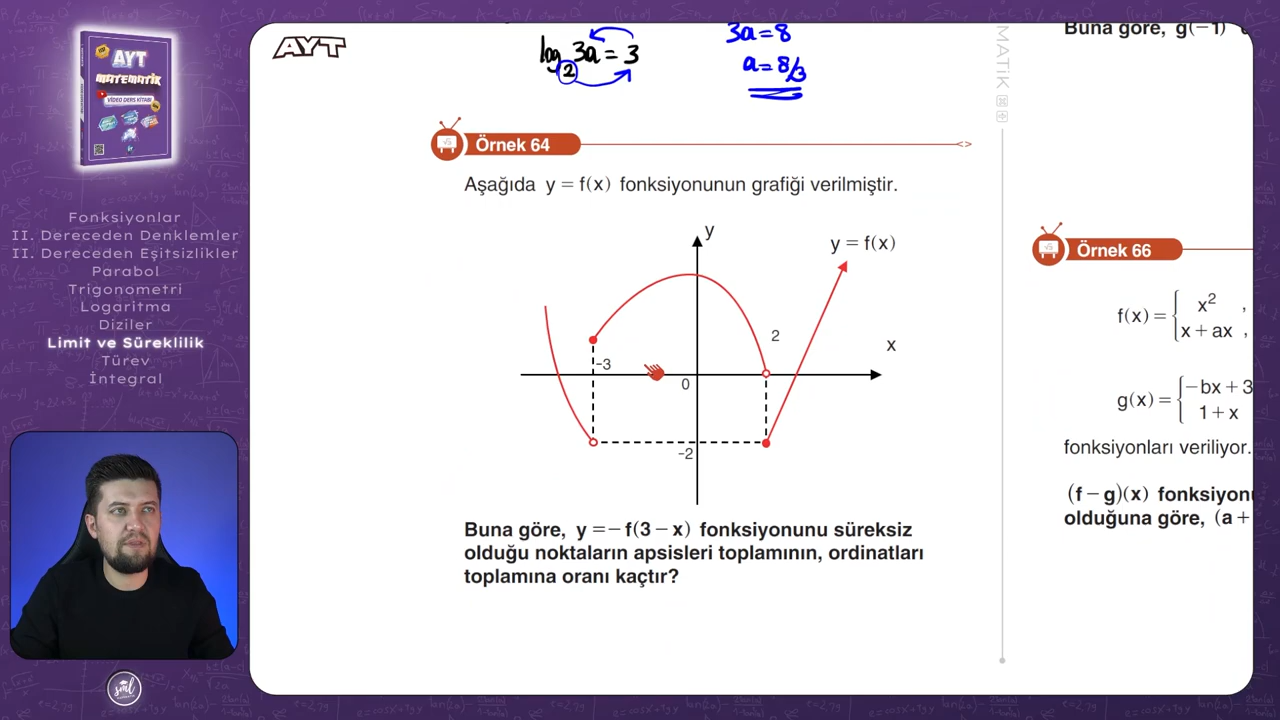 AYT
AYT
MATEMATİK
VİDEO DERS KİTABI
Fonksiyonlar
II. Dereceden Denklemler
II. Dereceden Eşitsizlikler
Parabol
Trigonometri
Logaritma
Diziler
Limit ve Süreklilik
Türev
İntegral
sml
log₂ 3a = 3
3a = 8
a = 8/3
Örnek 64
Aşağıda y = f(x) fonksiyonunun grafiği verilmiştir.
y
y = f(x)
2
x
-3
0
-2
Buna göre, y = − f(3 − x) fonksiyonunu süreksiz
olduğu noktaların apsisleri toplamının, ordinatları
toplamına oranı kaçtır?
MATİK
Buna göre, g(−1)
Örnek 66
f(x) = { x² ,
x + ax ,
g(x) = { −bx + 3
1 + x
fonksiyonları veriliyor.
(f − g)(x) fonksiyon
olduğuna göre, (a +